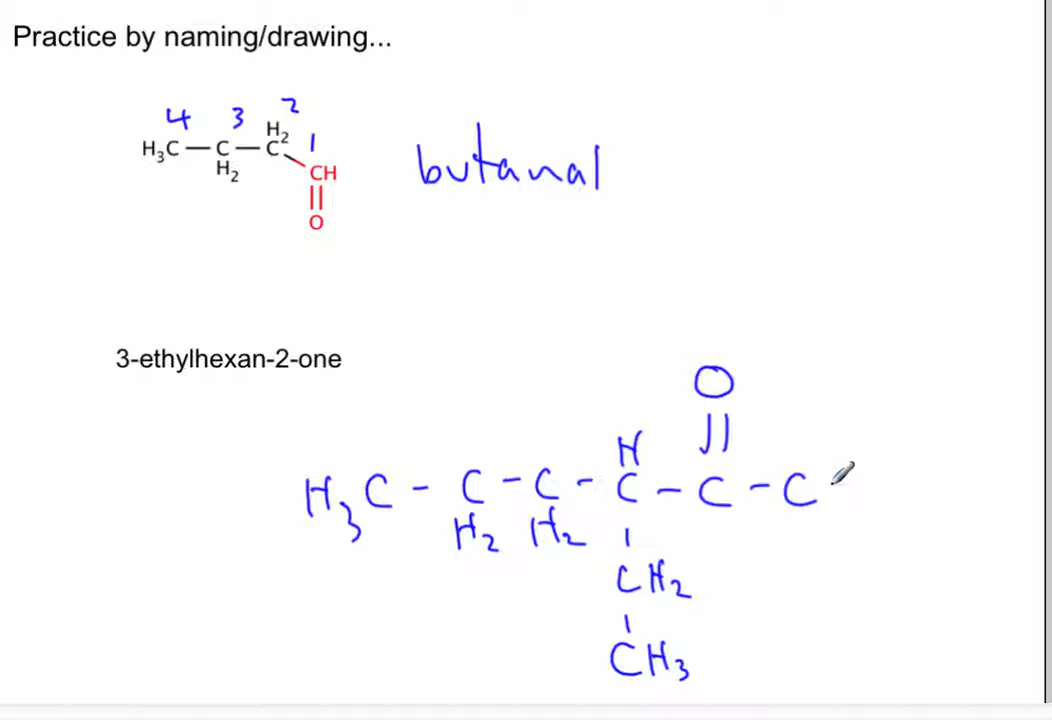 Practice by naming/drawing...
4 3 2
H₂ 1
H₃C — C — C
H₂ CH
O
butanal
3-ethylhexan-2-one
O
H
H₃C - C - C - C - C - C
H₂ H₂
CH₂
CH₃